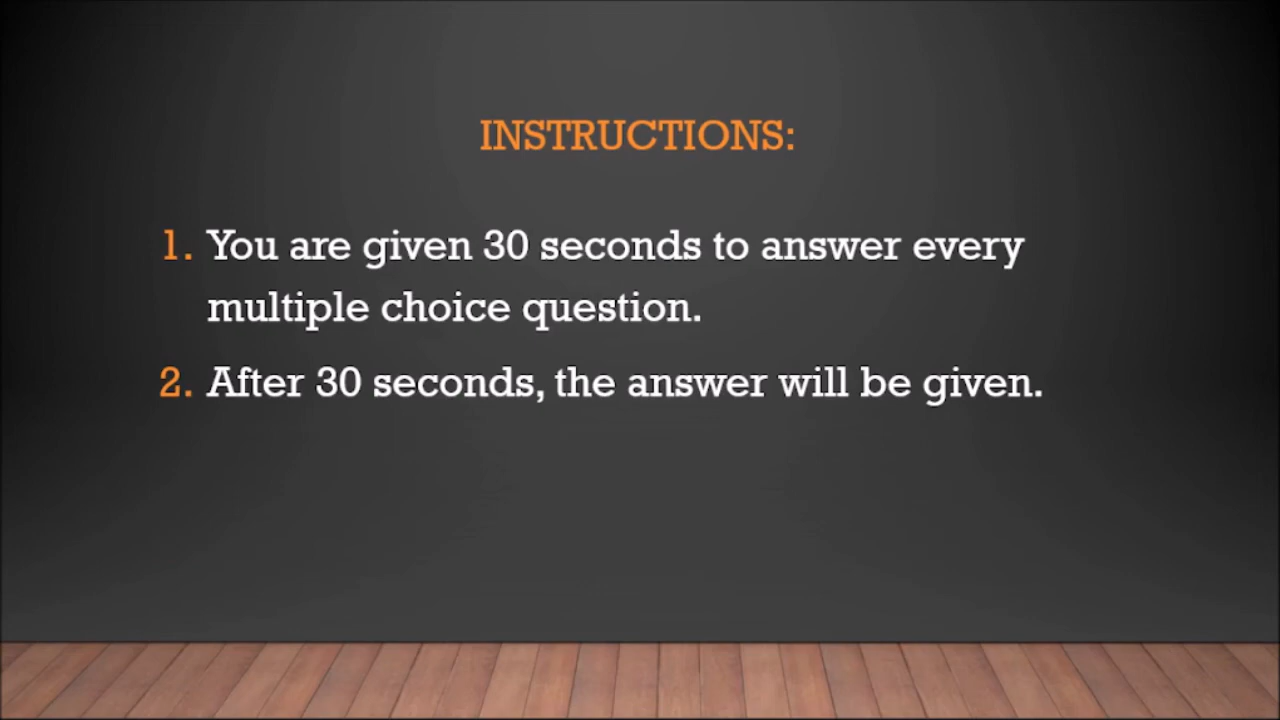 INSTRUCTIONS:
1. You are given 30 seconds to answer every
multiple choice question.
2. After 30 seconds, the answer will be given.